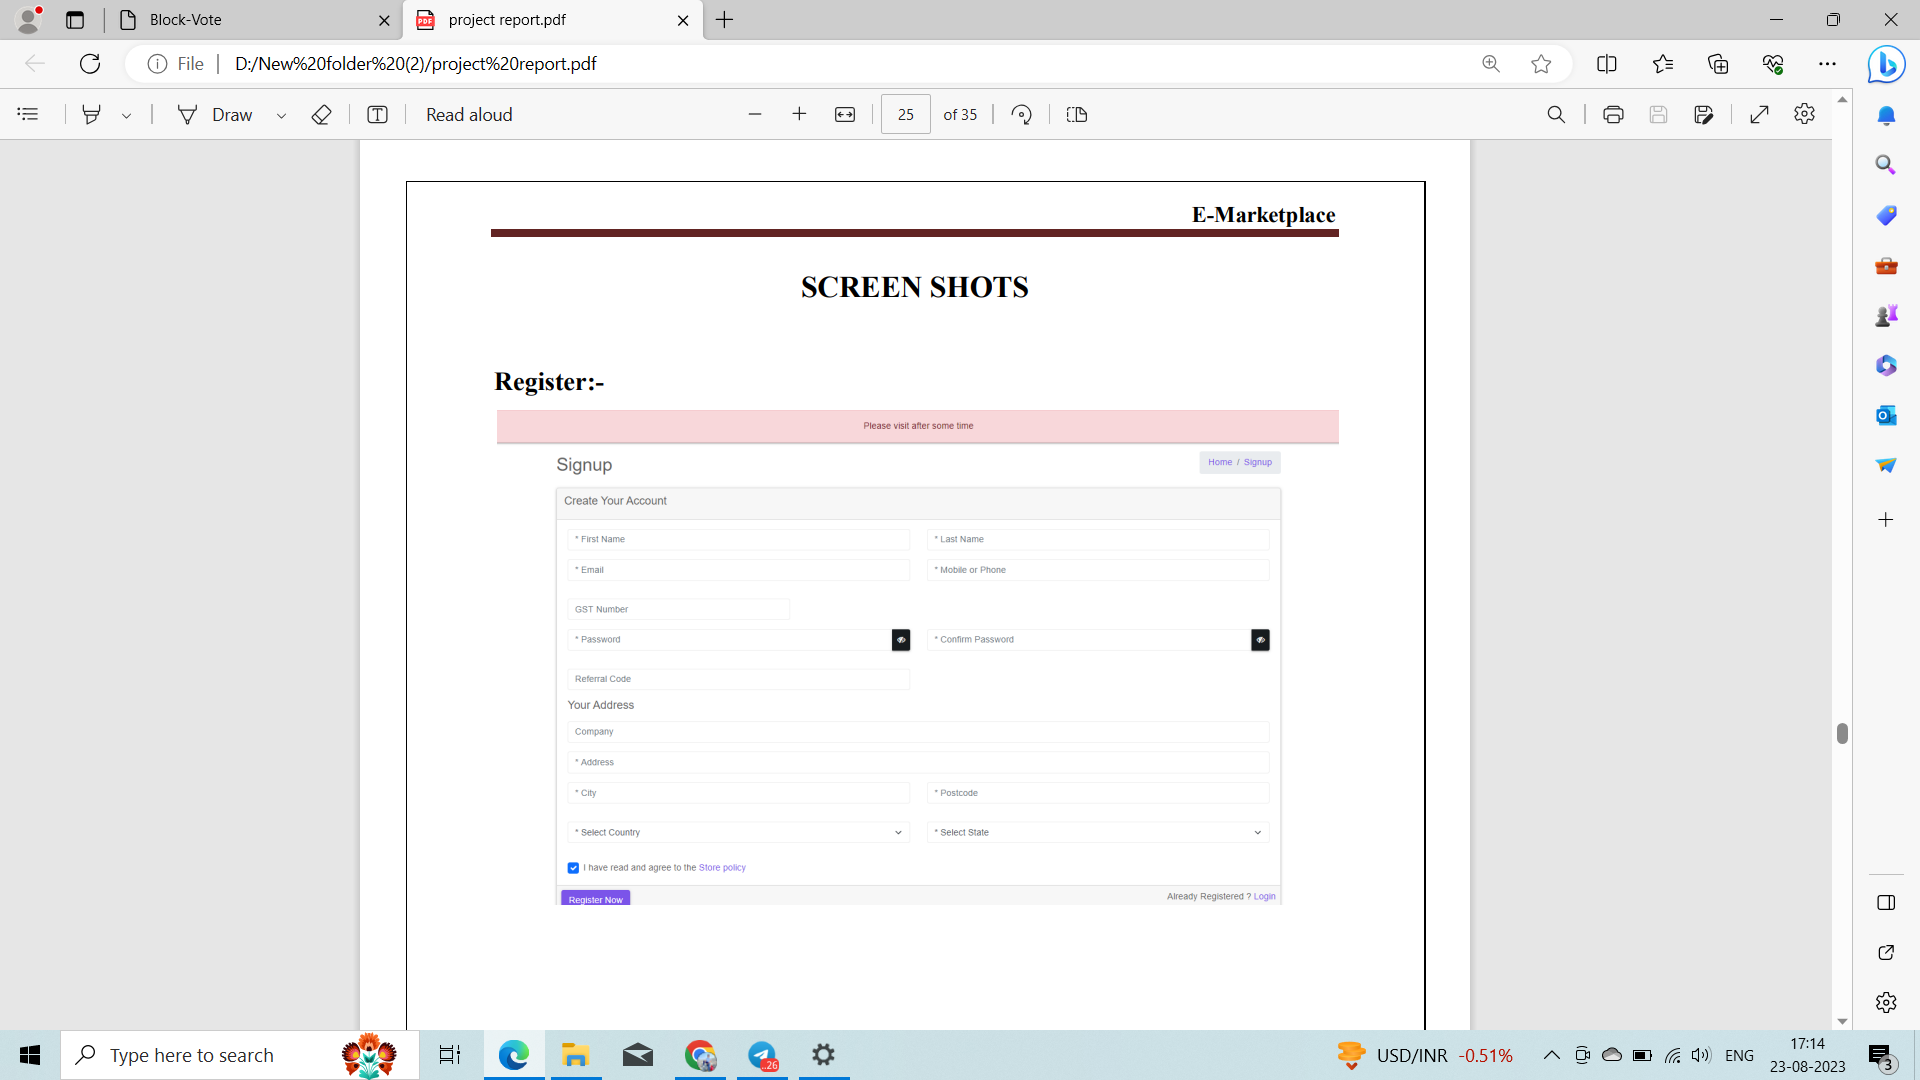 Block-Vote
project report.pdf
File
D:/New%20folder%20(2)/project%20report.pdf
Draw
Read aloud
25
of 35
E-Marketplace
SCREEN SHOTS
Register:-
Please visit after some time
Signup
Home / Signup
Create Your Account
* First Name
* Last Name
* Email
* Mobile or Phone
GST Number
* Password
* Confirm Password
Referral Code
Your Address
Company
* Address
* City
* Postcode
* Select Country
* Select State
I have read and agree to the Store policy
Register Now
Already Registered ? Login
Type here to search
..26
USD/INR -0.51%
ENG
17:14
23-08-2023
3